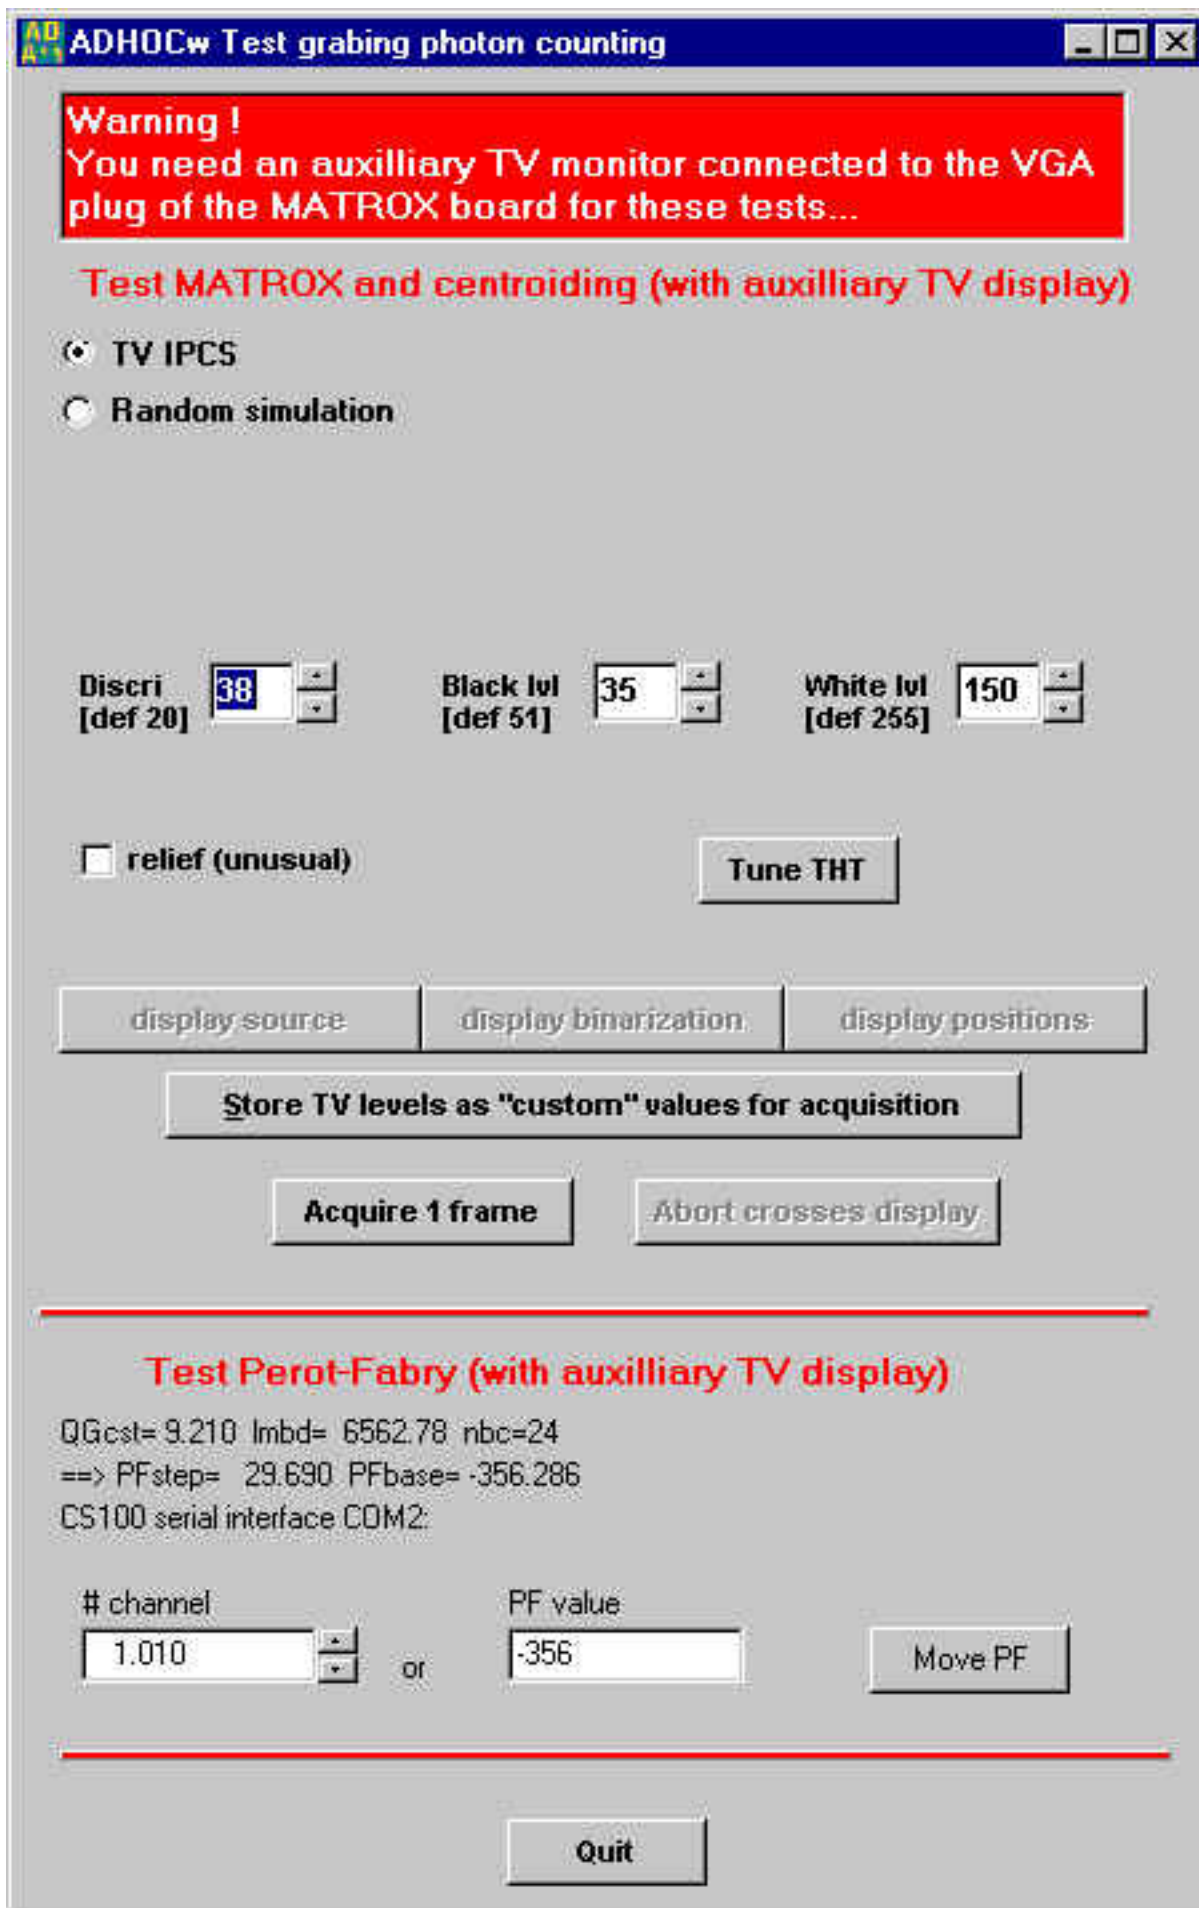 ADHOCw Test grabing photon counting
Warning !
You need an auxilliary TV monitor connected to the VGA
plug of the MATROX board for these tests...
Test MATROX and centroiding (with auxilliary TV display)
TV IPCS
Random simulation
Discri [def 20] 38 Black lvl [def 51] 35 White lvl [def 255] 150
relief (unusual) Tune THT
display source display binarization display positions
Store TV levels as "custom" values for acquisition
Acquire 1 frame Abort crosses display
Test Perot-Fabry (with auxilliary TV display)
QGcst= 9.210 lmbd= 6562.78 nbc=24
==> PFstep= 29.690 PFbase= -356.286
CS100 serial interface COM2:
# channel PF value
1.010 or -356 Move PF
Quit